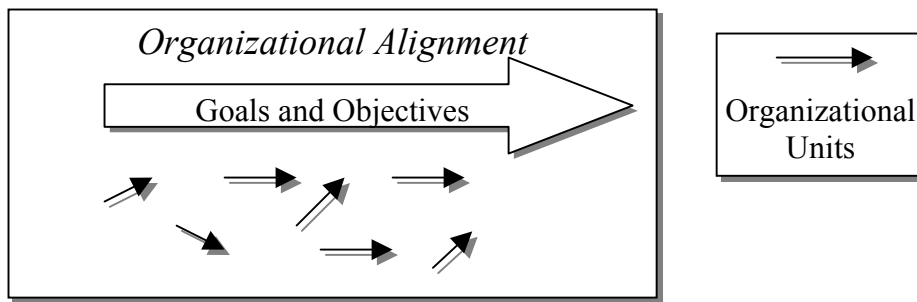 Organizational Alignment
Goals and Objectives
Organizational
Units